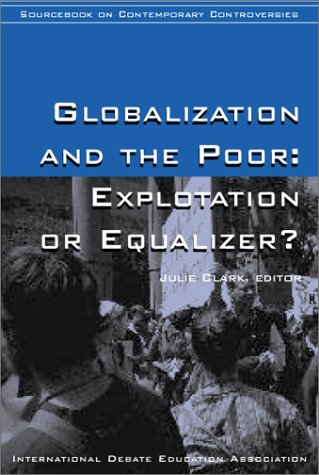 Sourcebook on Contemporary Controversies
Globalization
and the Poor:
Explotation
or Equalizer?
Julie Clark, editor
International Debate Education Association